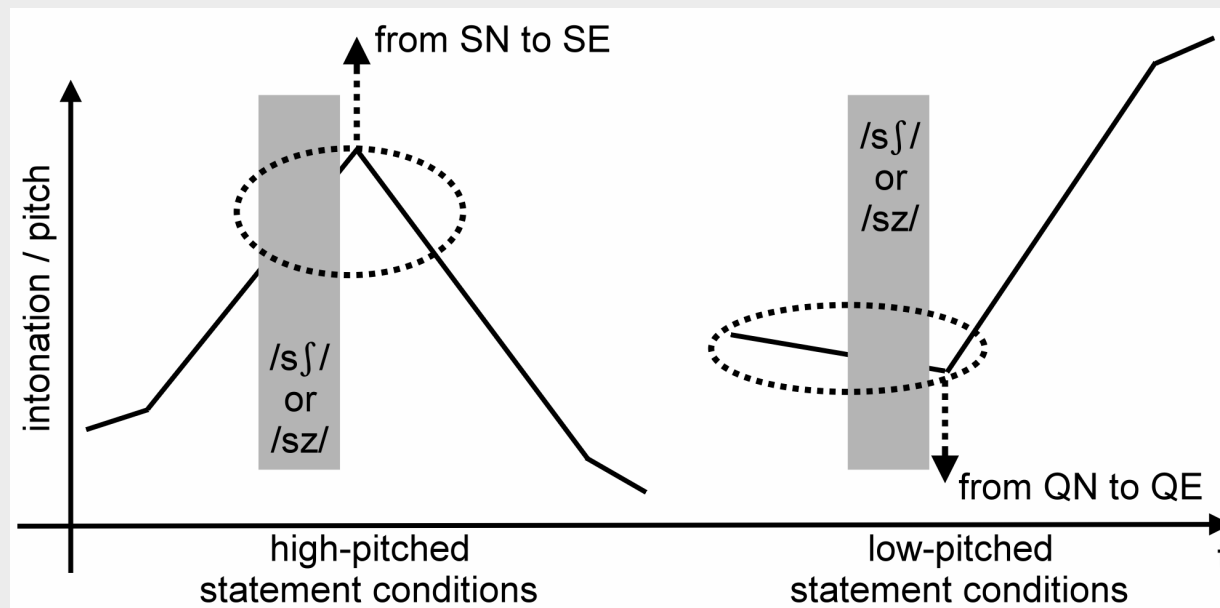 from SN to SE
intonation / pitch
/sʃ/
or
/sz/
/sʃ/
or
/sz/
from QN to QE
high-pitched
statement conditions
low-pitched
statement conditions